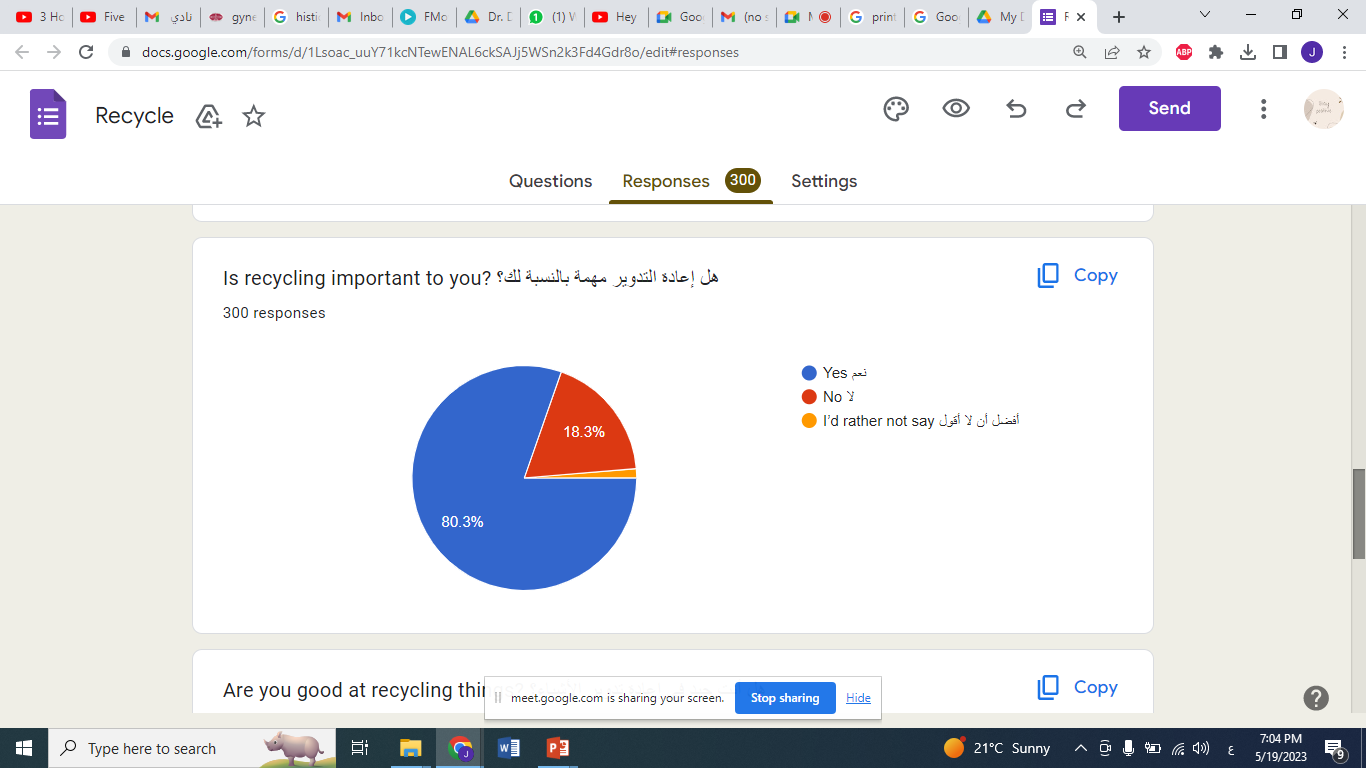 3 Ho
Five
نادي
gyne
histi
Inbo
FMo
Dr. D
(1) W
Hey
Goo
(no s
M
print
Goo
My D
F
docs.google.com/forms/d/1Lsoac_uuY71kcNTewENAL6ckSAJj5WSn2k3Fd4Gdr8o/edit#responses
ABP
J
Recycle
Send
Questions
Responses 300
Settings
Is recycling important to you? هل إعادة التدوير مهمة بالنسبة لك؟
Copy
300 responses
Yes نعم
No لا
I'd rather not say أفضل أن لا أقول
18.3%
80.3%
Are you good at recycling thin
Copy
meet.google.com is sharing your screen.
Stop sharing
Hide
Type here to search
21°C Sunny
ع
7:04 PM
5/19/2023
9